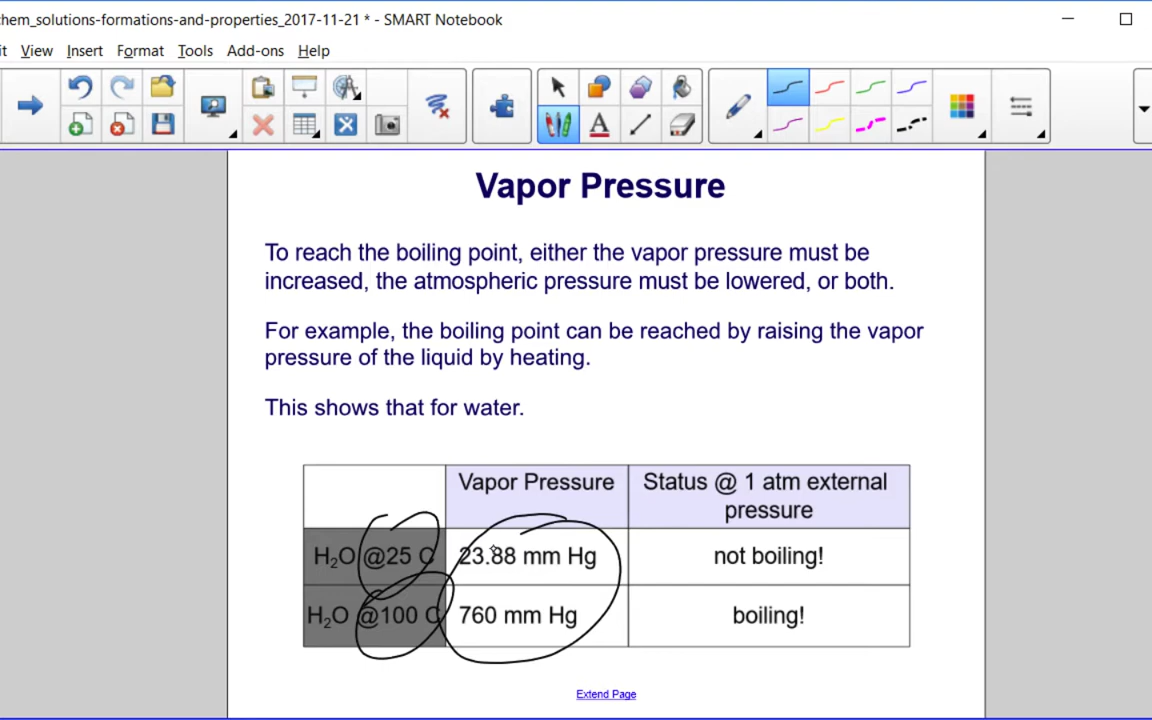 hem_solutions-formations-and-properties_2017-11-21 * - SMART Notebook
it View Insert Format Tools Add-ons Help
Vapor Pressure
To reach the boiling point, either the vapor pressure must be
increased, the atmospheric pressure must be lowered, or both.
For example, the boiling point can be reached by raising the vapor
pressure of the liquid by heating.
This shows that for water.
Vapor Pressure Status @ 1 atm external
pressure
H₂O @25 C 23.88 mm Hg not boiling!
H₂O @100 C 760 mm Hg boiling!
Extend Page